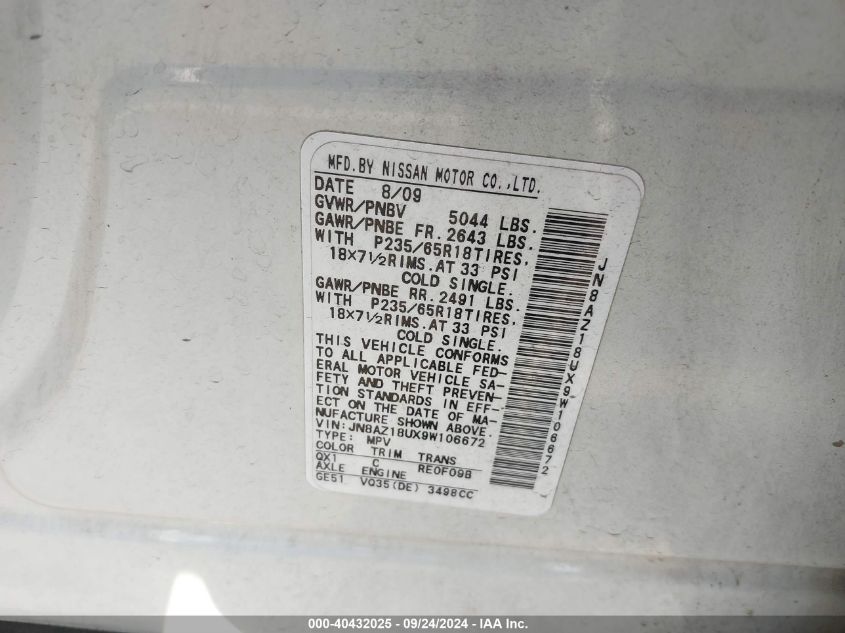 MFD.BY NISSAN MOTOR CO.,LTD.
DATE 8/09
GVWR/PNBV 5044 LBS.
GAWR/PNBE FR. 2643 LBS.
WITH P235/65R18TIRES.
18X7½RIMS.AT 33 PSI
COLD SINGLE.
GAWR/PNBE RR. 2491 LBS.
WITH P235/65R18TIRES.
18X7½RIMS.AT 33 PSI
COLD SINGLE.
THIS VEHICLE CONFORMS
TO ALL APPLICABLE FED-
ERAL MOTOR VEHICLE SA-
FETY AND THEFT PREVEN-
TION STANDARDS IN EFF-
ECT ON THE DATE OF MA-
NUFACTURE SHOWN ABOVE.
VIN:JN8AZ18UX9W106672
TYPE: MPV
COLOR TRIM TRANS
QX1 C RE0F09B
AXLE ENGINE
GE51 VQ35(DE) 3498CC
JN8AZ18UX9W106672
000-40432025 - 09/24/2024 - IAA Inc.